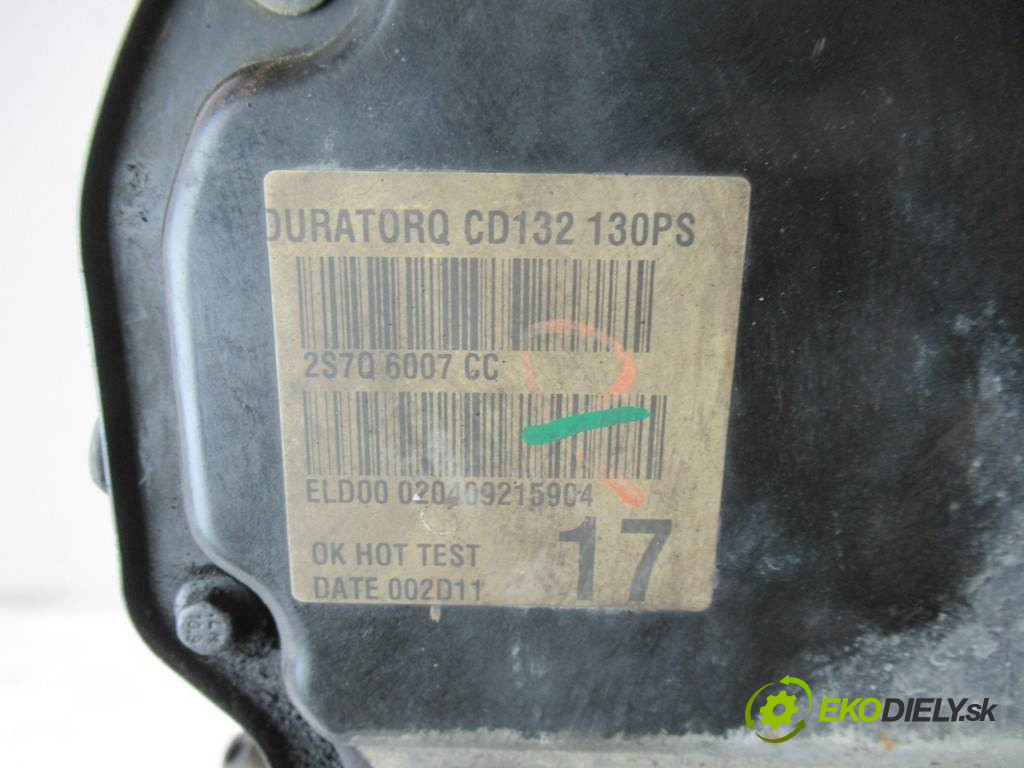 DURATORQ CD132 130PS
2S7Q 6007 CC
ELD00 020409215904
OK HOT TEST
17
DATE 002D11
EKODIELY.sk